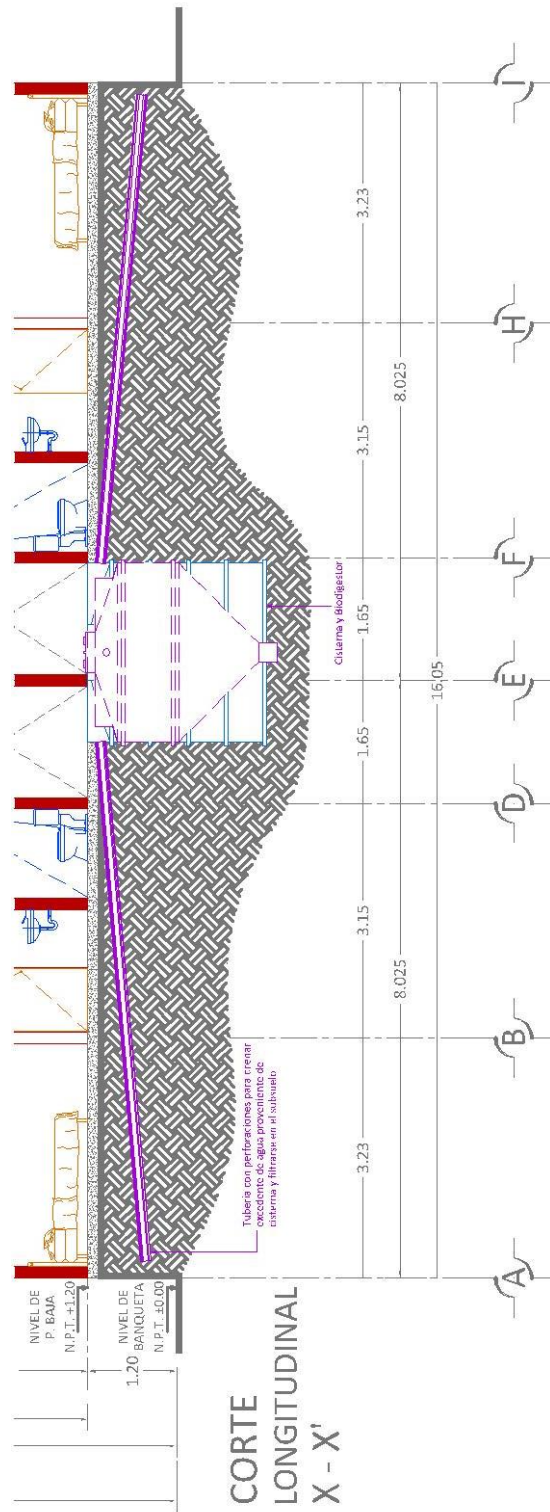 NIVEL DE
P. BAJA
N.P.T. +1.20
1.20
NIVEL DE
BANQUETA
N.P.T. ±0.00
Tubería con perforaciones para drenar
excedente de agua proveniente de
cisterna y filtrarse en el subsuelo
Cisterna y Biodigestor
CORTE
LONGITUDINAL
X - X'
3.23
3.15
1.65
1.65
3.15
3.23
8.025
8.025
16.05
A
B
D
E
F
H
I